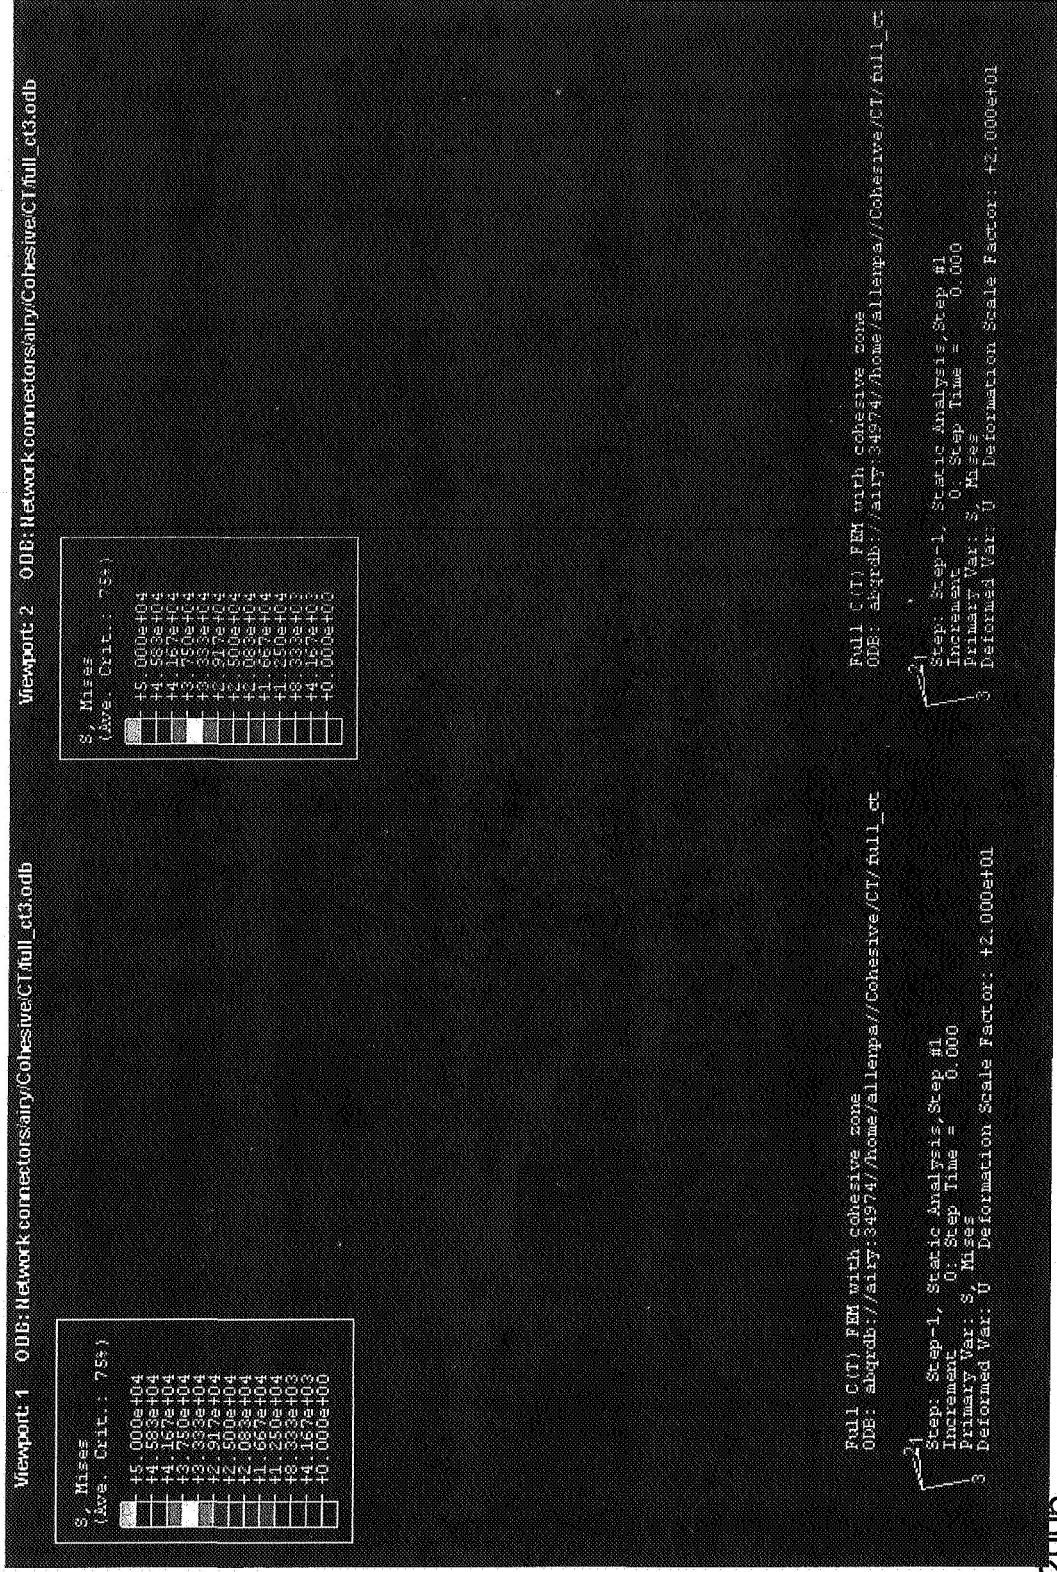 Viewport: 1 ODB: Network connectors/airy/Cohesive/CT/full_ct3.odb
S, Mises
(Ave. Crit.: 75%)
+5.000e+04
+4.583e+04
+4.167e+04
+3.750e+04
+3.333e+04
+2.917e+04
+2.500e+04
+2.083e+04
+1.667e+04
+1.250e+04
+8.333e+03
+4.167e+03
+0.000e+00
Full C(T) FEM with cohesive zone
ODB: abqrdb://airy:34974//home/allenpa//Cohesive/CT/full_ct
2
1
3
Step: Step-1, Static Analysis,Step #1
Increment 0: Step Time = 0.000
Primary Var: S, Mises
Deformed Var: U Deformation Scale Factor: +2.000e+01
Viewport: 2 ODB: Network connectors/airy/Cohesive/CT/full_ct3.odb
S, Mises
(Ave. Crit.: 75%)
+5.000e+04
+4.583e+04
+4.167e+04
+3.750e+04
+3.333e+04
+2.917e+04
+2.500e+04
+2.083e+04
+1.667e+04
+1.250e+04
+8.333e+03
+4.167e+03
+0.000e+00
Full C(T) FEM with cohesive zone
ODB: abqrdb://airy:34974//home/allenpa//Cohesive/CT/full_ct
2
1
3
Step: Step-1, Static Analysis,Step #1
Increment 0: Step Time = 0.000
Primary Var: S, Mises
Deformed Var: U Deformation Scale Factor: +2.000e+01